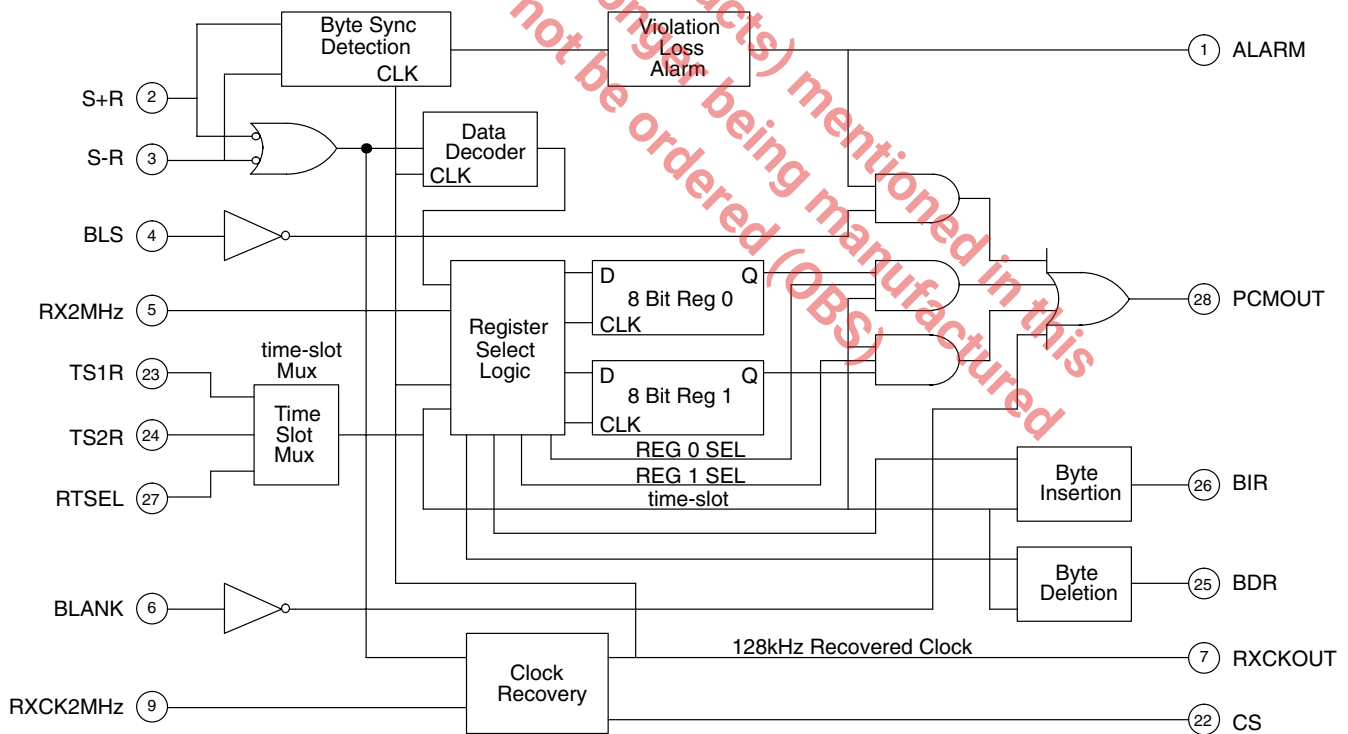 Byte Sync
Detection
CLK
Violation
Loss
Alarm
1 ALARM
S+R 2
S-R 3
Data
Decoder
CLK
BLS 4
RX2MHz 5
Register
Select
Logic
D Q
8 Bit Reg 0
CLK
28 PCMOUT
time-slot
Mux
TS1R 23
TS2R 24
RTSEL 27
Time
Slot
Mux
D Q
8 Bit Reg 1
CLK
REG 0 SEL
REG 1 SEL
time-slot
Byte
Insertion
26 BIR
Byte
Deletion
25 BDR
BLANK 6
Clock
Recovery
128kHz Recovered Clock
7 RXCKOUT
RXCK2MHz 9
22 CS
acts) mentioned in this
onger being manufactured
not be ordered (OBS)